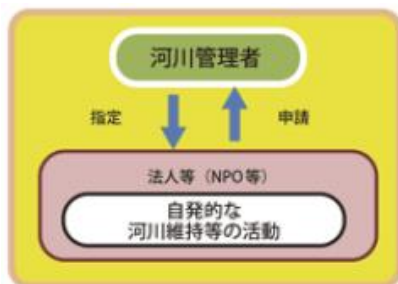 河川管理者
指定
申請
法人等（NPO等）
自発的な
河川維持等の活動